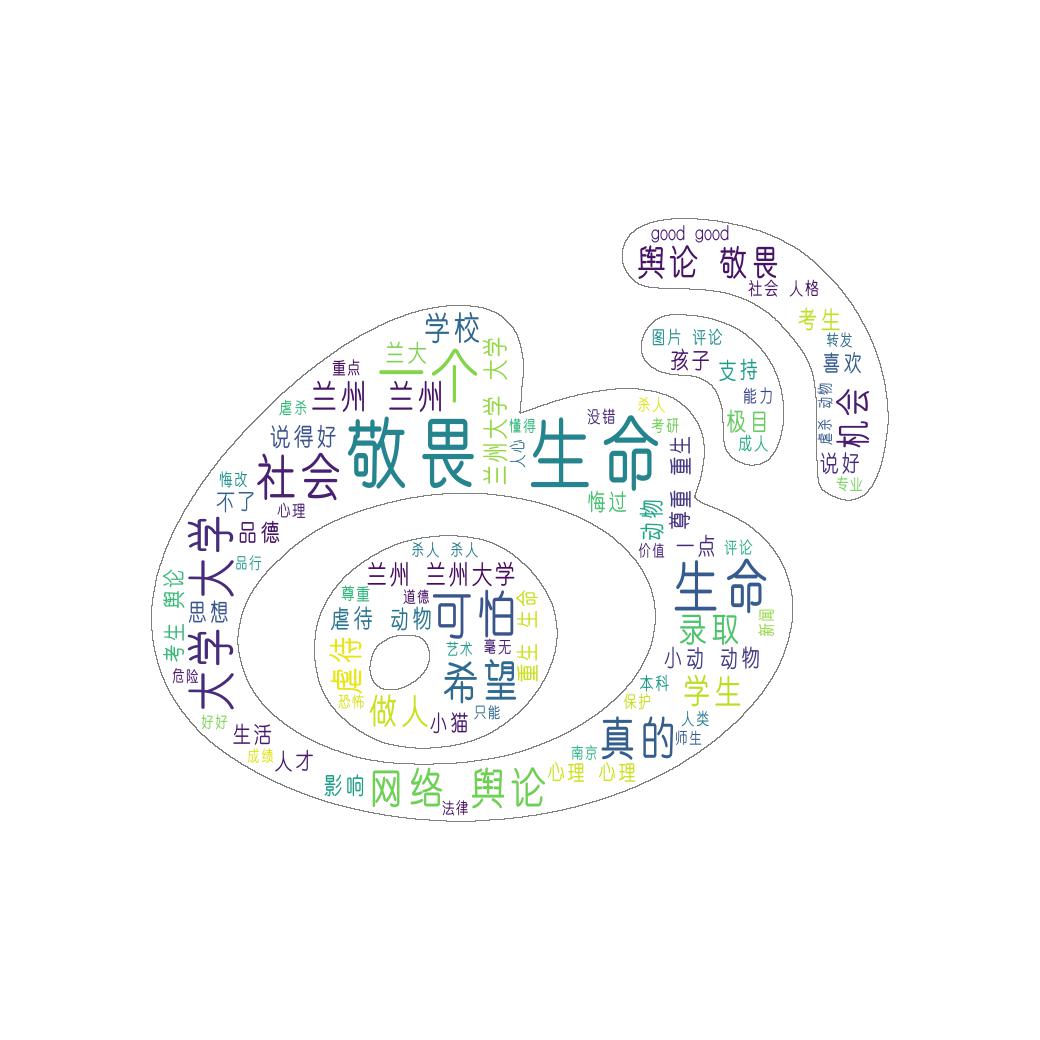 good good
舆论 敬畏
社会 人格
考生
转发
喜欢
虐杀 动物
机会
说好
专业
图片 评论
孩子
支持
能力
极目
成人
学校
兰大
大学
一个
重点
兰州 兰州
虐杀
说得好
敬畏 生命
兰州大学
懂得
人心
没错
杀人
考研
社会
悔改
不了
心理
悔过
动物
尊重 重生
大学
品德
品行
价值
一点
评论
生命
考生 舆论
思想
大学
危险
好好
杀人 杀人
兰州 兰州大学
尊重
道德
虐待 动物
可怕
艺术
毫无
重生 生命
虐待
希望
恐怖
做人
小猫
只能
录取
新闻
小动 动物
本科
学生
保护
人类
真的
师生
生活
成绩
人才
南京
影响
网络 舆论
心理 心理
法律